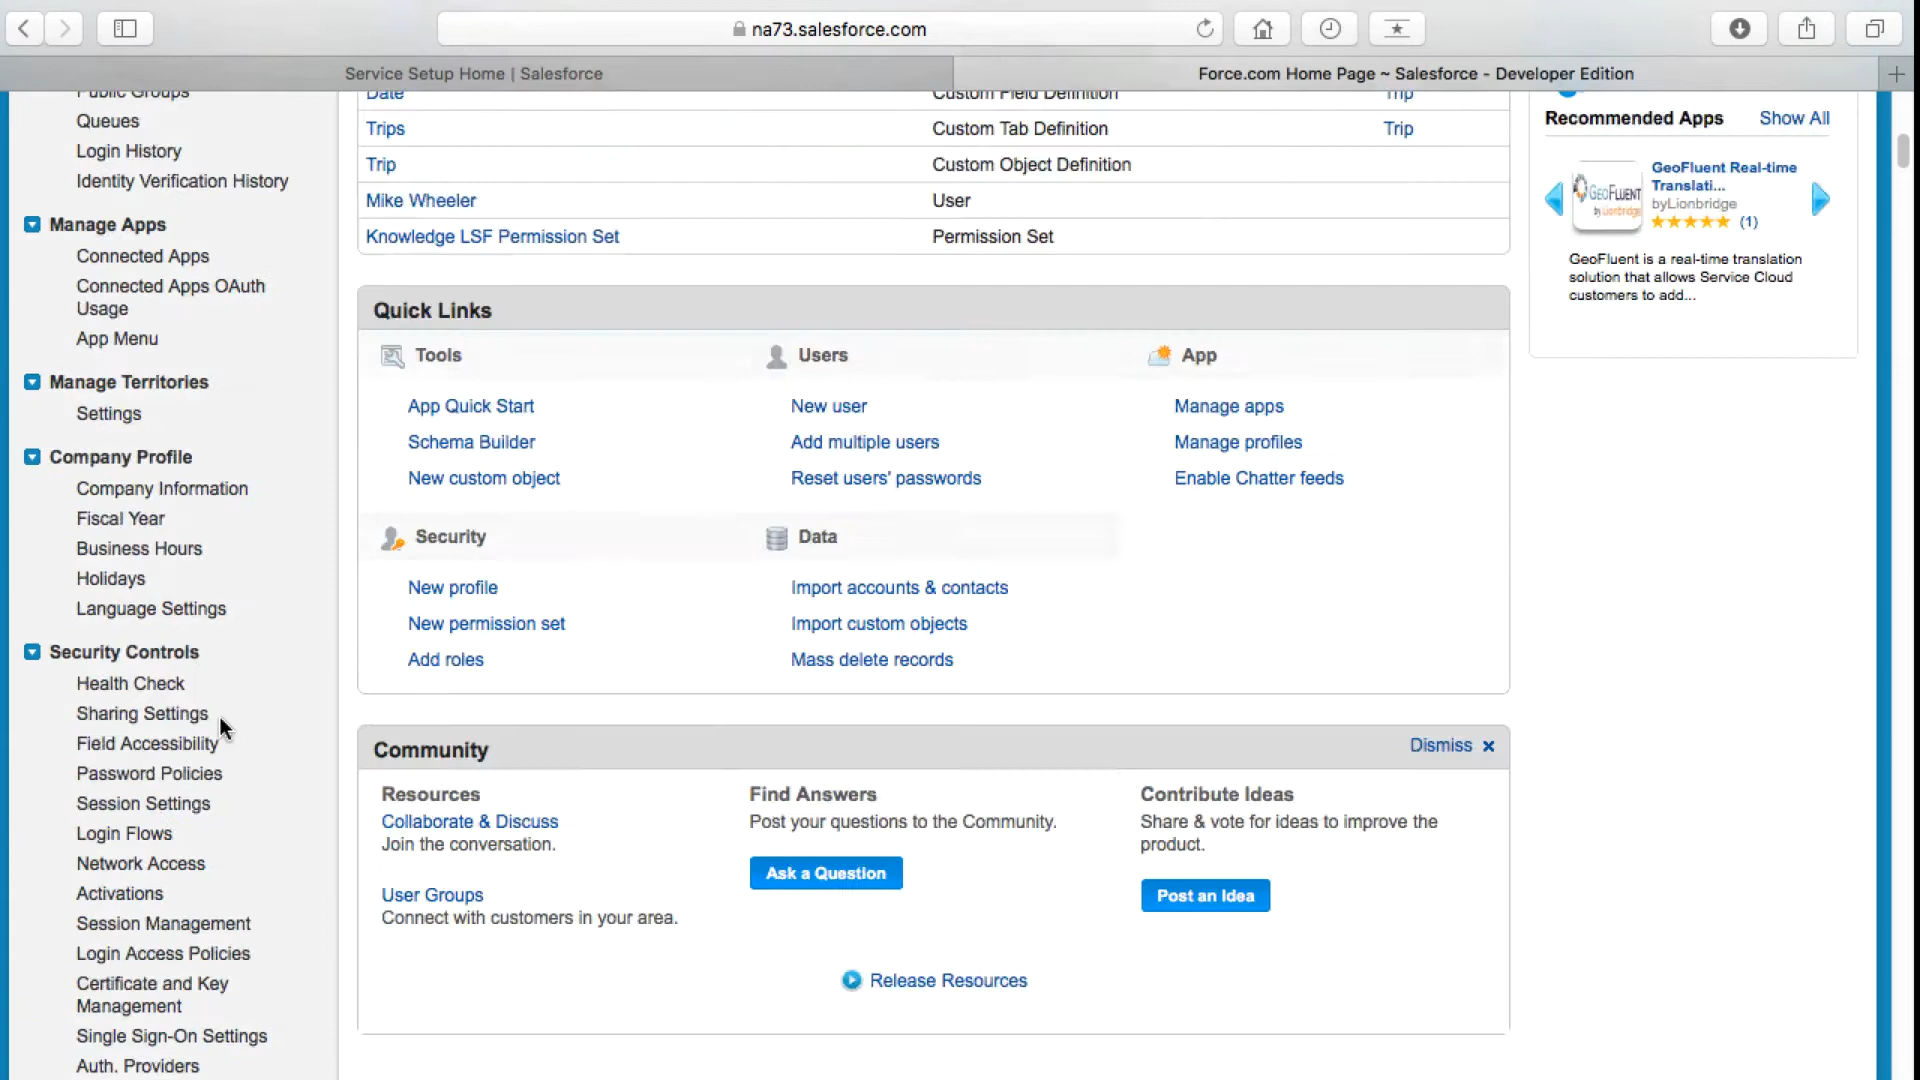 na73.salesforce.com
Service Setup Home | Salesforce
Force.com Home Page ~ Salesforce - Developer Edition
Public Groups
Queues
Login History
Identity Verification History
Manage Apps
Connected Apps
Connected Apps OAuth
Usage
App Menu
Manage Territories
Settings
Company Profile
Company Information
Fiscal Year
Business Hours
Holidays
Language Settings
Security Controls
Health Check
Sharing Settings
Field Accessibility
Password Policies
Session Settings
Login Flows
Network Access
Activations
Session Management
Login Access Policies
Certificate and Key
Management
Single Sign-On Settings
Auth. Providers
Date Custom Field Definition Trip
Trips Custom Tab Definition Trip
Trip Custom Object Definition
Mike Wheeler User
Knowledge LSF Permission Set Permission Set
Quick Links
Tools
App Quick Start
Schema Builder
New custom object
Users
New user
Add multiple users
Reset users' passwords
App
Manage apps
Manage profiles
Enable Chatter feeds
Security
New profile
New permission set
Add roles
Data
Import accounts & contacts
Import custom objects
Mass delete records
Community
Dismiss
Resources
Collaborate & Discuss
Join the conversation.
User Groups
Connect with customers in your area.
Find Answers
Post your questions to the Community.
Ask a Question
Contribute Ideas
Share & vote for ideas to improve the
product.
Post an Idea
Release Resources
Recommended Apps Show All
GEOFLUENT
by Lionbridge
GeoFluent Real-time
Translati...
byLionbridge
(1)
GeoFluent is a real-time translation
solution that allows Service Cloud
customers to add...